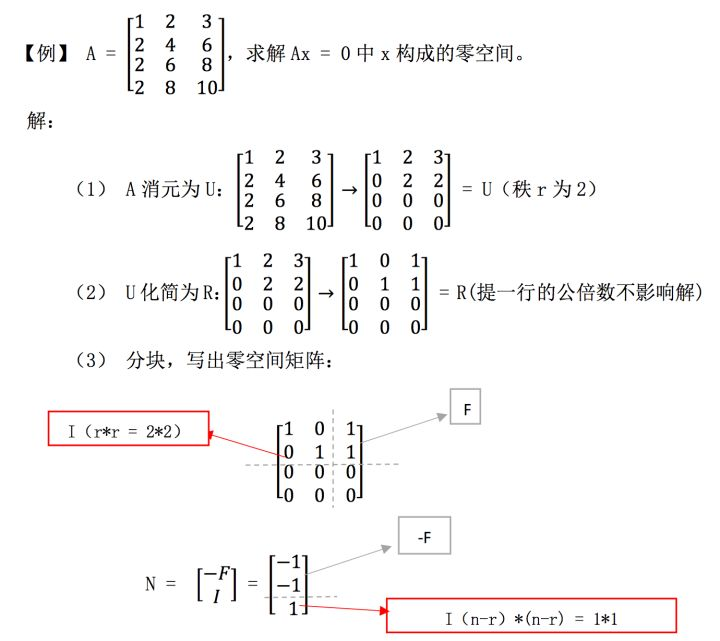 【例】 A = [1 2 3; 2 4 6; 2 6 8; 2 8 10]，求解 Ax = 0 中 x 构成的零空间。
解：
（1） A 消元为 U：[1 2 3; 2 4 6; 2 6 8; 2 8 10] → [1 2 3; 0 2 2; 0 0 0; 0 0 0] = U（秩 r 为 2）
（2） U 化简为 R：[1 2 3; 0 2 2; 0 0 0; 0 0 0] → [1 0 1; 0 1 1; 0 0 0; 0 0 0] = R(提一行的公倍数不影响解)
（3） 分块，写出零空间矩阵：
F
I（r*r = 2*2）
[1 0 1; 0 1 1; 0 0 0; 0 0 0]
-F
N = [−F; I] = [−1; −1; 1]
I（n-r）*(n-r) = 1*1